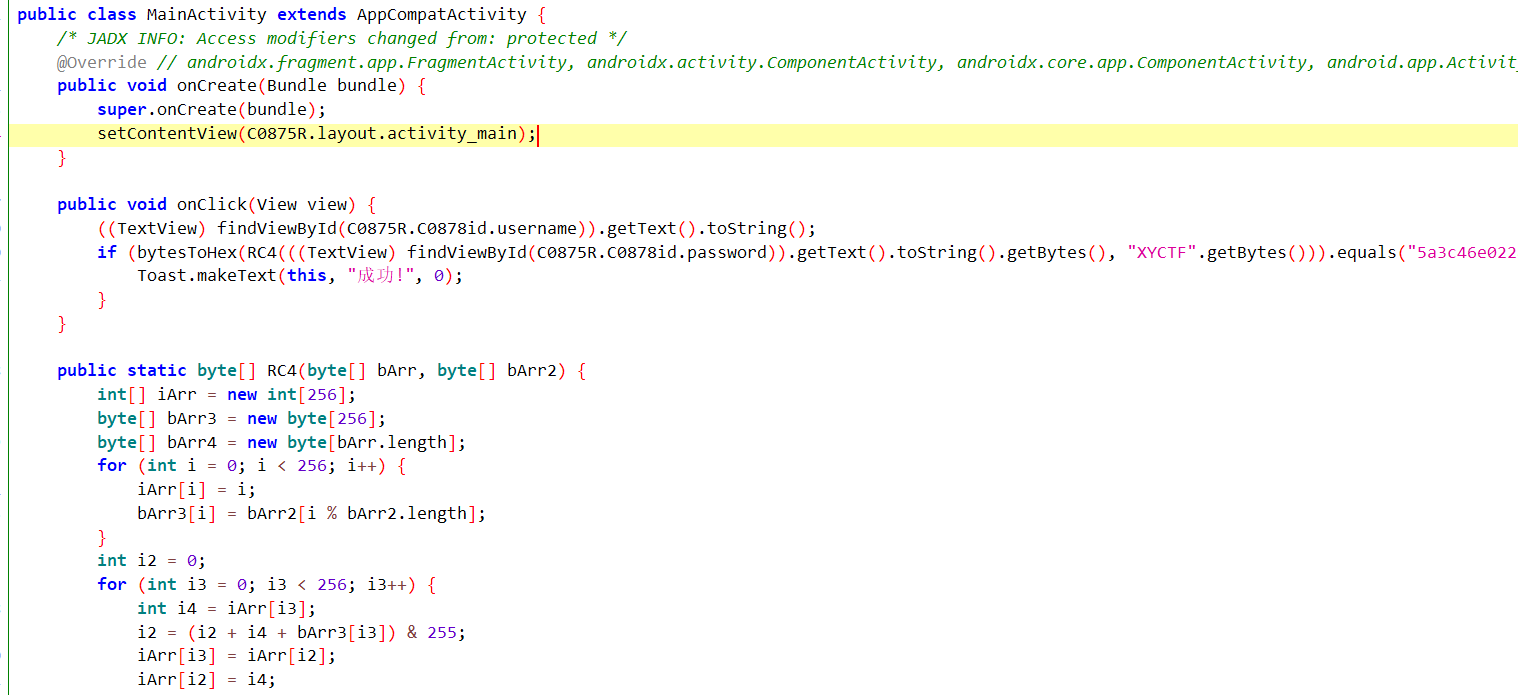 public class MainActivity extends AppCompatActivity {
/* JADX INFO: Access modifiers changed from: protected */
@Override // androidx.fragment.app.FragmentActivity, androidx.activity.ComponentActivity, androidx.core.app.ComponentActivity, android.app.Activit
public void onCreate(Bundle bundle) {
super.onCreate(bundle);
setContentView(C0875R.layout.activity_main);
}
public void onClick(View view) {
((TextView) findViewById(C0875R.C0878id.username)).getText().toString();
if (bytesToHex(RC4(((TextView) findViewById(C0875R.C0878id.password)).getText().toString().getBytes(), "XYCTF".getBytes())).equals("5a3c46e022
Toast.makeText(this, "成功!", 0);
}
}
public static byte[] RC4(byte[] bArr, byte[] bArr2) {
int[] iArr = new int[256];
byte[] bArr3 = new byte[256];
byte[] bArr4 = new byte[bArr.length];
for (int i = 0; i < 256; i++) {
iArr[i] = i;
bArr3[i] = bArr2[i % bArr2.length];
}
int i2 = 0;
for (int i3 = 0; i3 < 256; i3++) {
int i4 = iArr[i3];
i2 = (i2 + i4 + bArr3[i3]) & 255;
iArr[i3] = iArr[i2];
iArr[i2] = i4;